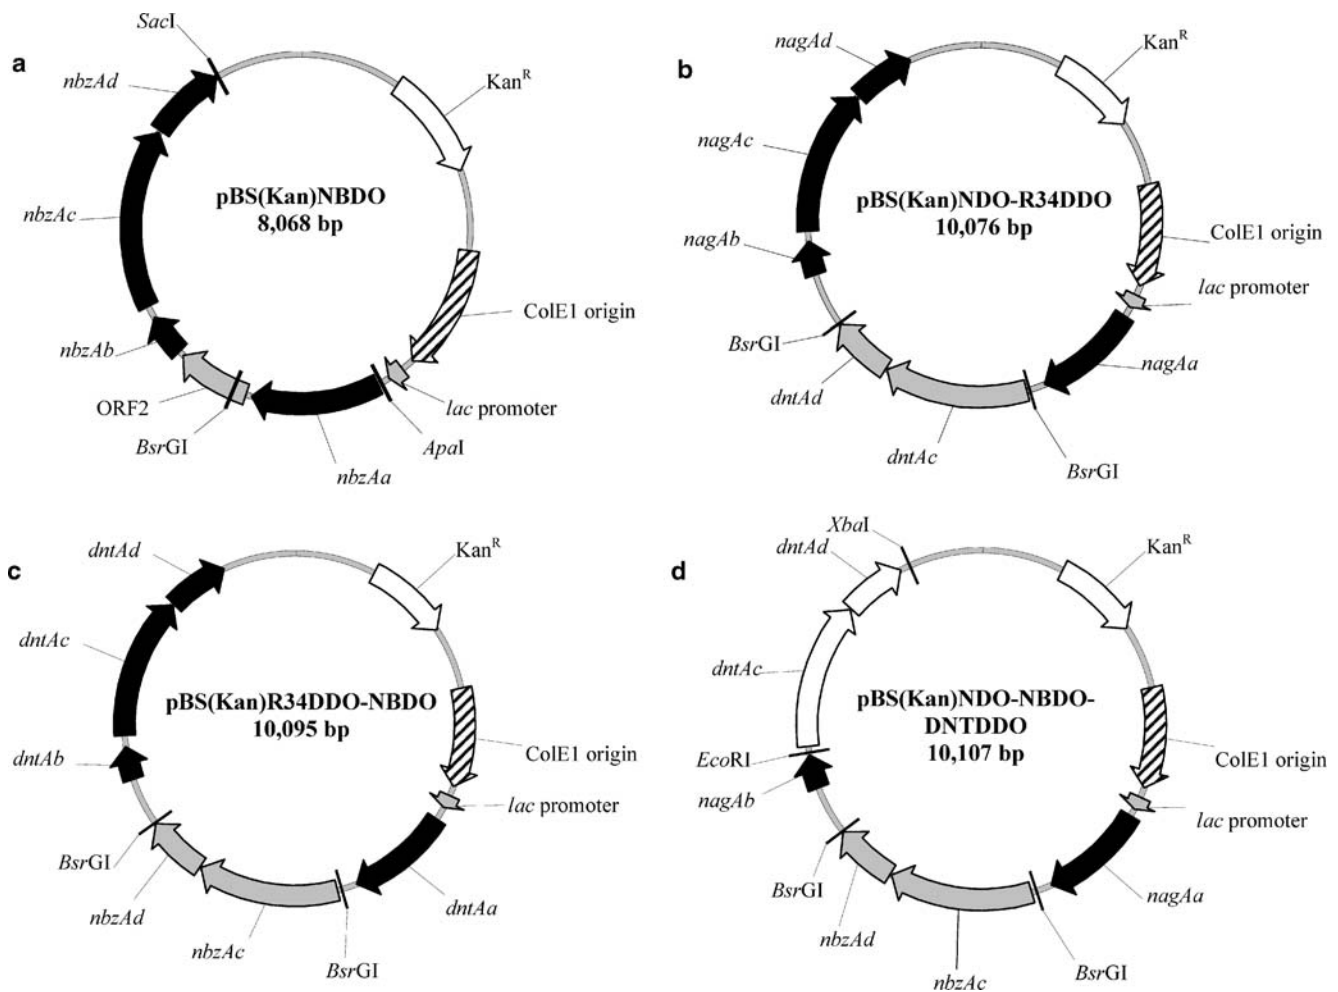 a
SacI
nbzAd
Kan^R
nbzAc
pBS(Kan)NBDO
8,068 bp
ColE1 origin
nbzAb
ORF2
lac promoter
BsrGI
ApaI
nbzAa
b
nagAd
Kan^R
nagAc
pBS(Kan)NDO-R34DDO
10,076 bp
ColE1 origin
nagAb
lac promoter
BsrGI
nagAa
dntAd
dntAc
BsrGI
c
dntAd
Kan^R
dntAc
pBS(Kan)R34DDO-NBDO
10,095 bp
ColE1 origin
dntAb
lac promoter
BsrGI
nbzAd
dntAa
nbzAc
BsrGI
d
XbaI
dntAd
Kan^R
dntAc
pBS(Kan)NDO-NBDO-
DNTDDO
10,107 bp
EcoRI
ColE1 origin
nagAb
lac promoter
BsrGI
nagAa
nbzAd
nbzAc
BsrGI